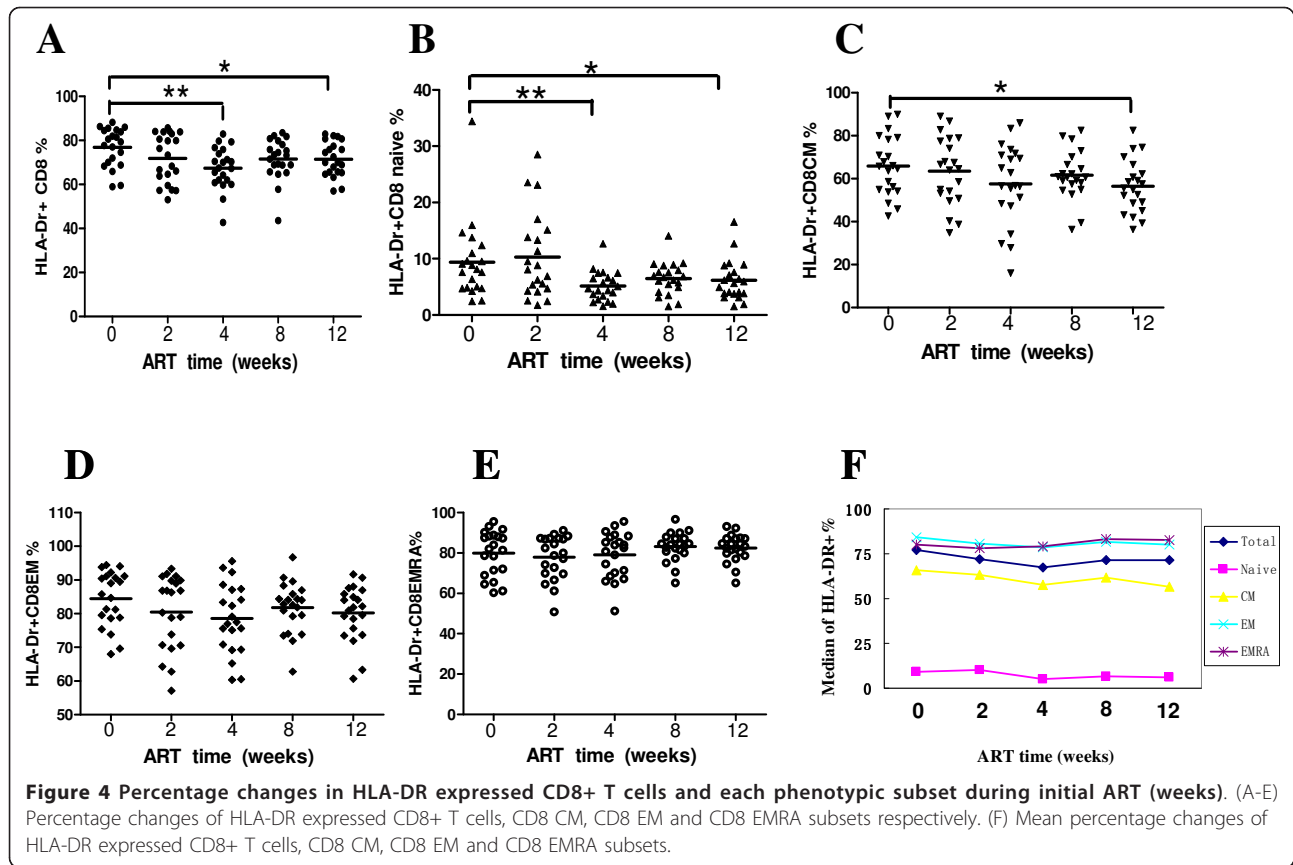 A
*
**
HLA-Dr+ CD8 %
100
80
60
40
20
0
0 2 4 8 12
ART time (weeks)
B
*
**
HLA-Dr+CD8 naive %
40
30
20
10
0
0 2 4 8 12
ART time (weeks)
C
*
HLA-Dr+CD8CM %
100
80
60
40
20
0
0 2 4 8 12
ART time (weeks)
D
HLA-Dr+CD8EM %
110
100
90
80
70
60
50
0 2 4 8 12
ART time (weeks)
E
HLA-Dr+CD8EMRA%
100
80
60
40
20
0
0 2 4 8 12
ART time (weeks)
F
Median of HLA-DR+ %
100
75
50
25
0
0 2 4 8 12
ART time (weeks)
Total
Naive
CM
EM
EMRA
Figure 4 Percentage changes in HLA-DR expressed CD8+ T cells and each phenotypic subset during initial ART (weeks). (A-E)
Percentage changes of HLA-DR expressed CD8+ T cells, CD8 CM, CD8 EM and CD8 EMRA subsets respectively. (F) Mean percentage changes of
HLA-DR expressed CD8+ T cells, CD8 CM, CD8 EM and CD8 EMRA subsets.